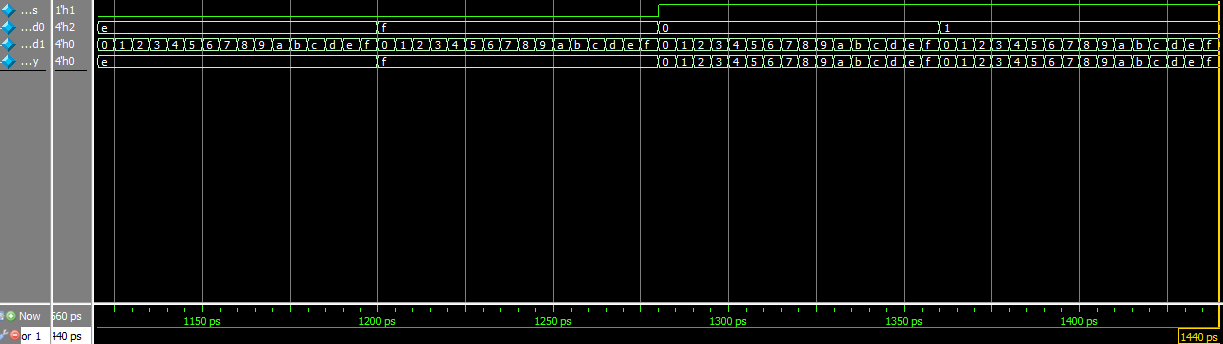 ...s 1'h1
...d0 4'h2 e f 0 1
...d1 4'h0 0 1 2 3 4 5 6 7 8 9 a b c d e f 0 1 2 3 4 5 6 7 8 9 a b c d e f 0 1 2 3 4 5 6 7 8 9 a b c d e f 0 1 2 3 4 5 6 7 8 9 a b c d e f
...y 4'h0 e f 0 1 2 3 4 5 6 7 8 9 a b c d e f 0 1 2 3 4 5 6 7 8 9 a b c d e f
Now 560 ps 1150 ps 1200 ps 1250 ps 1300 ps 1350 ps 1400 ps
or 1 440 ps 1440 ps